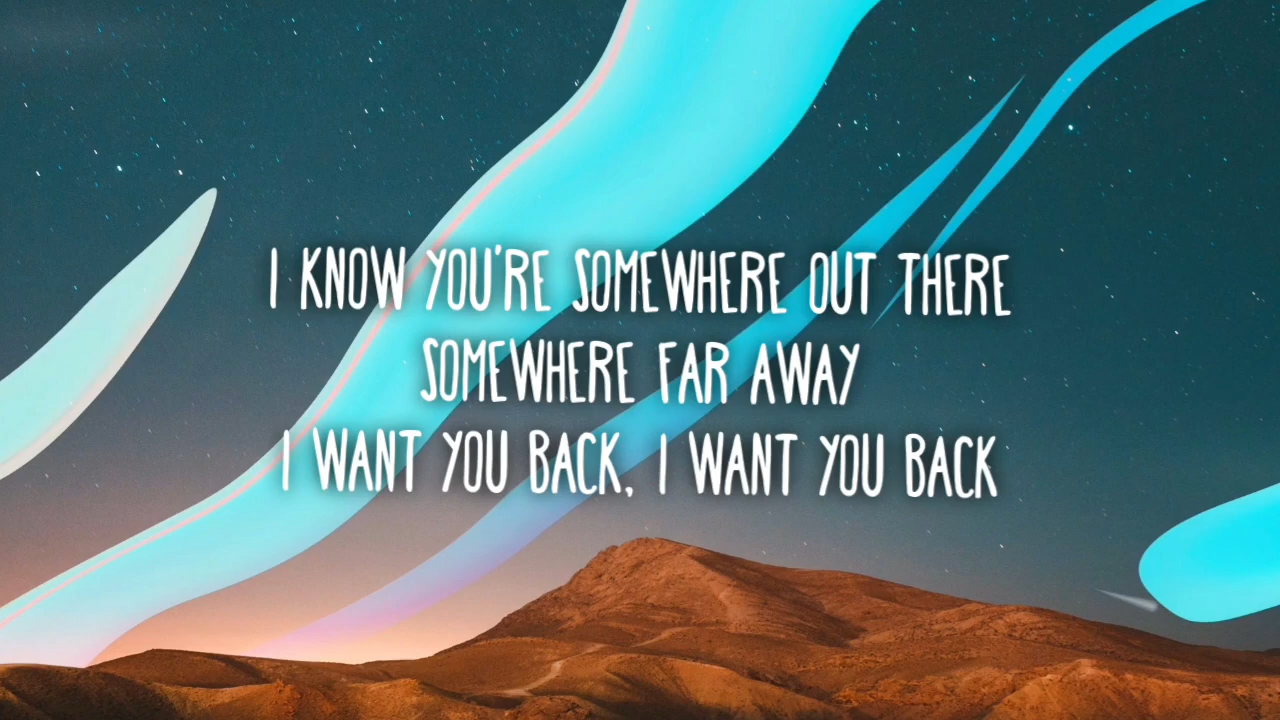 I KNOW YOU'RE SOMEWHERE OUT THERE
SOMEWHERE FAR AWAY
I WANT YOU BACK, I WANT YOU BACK